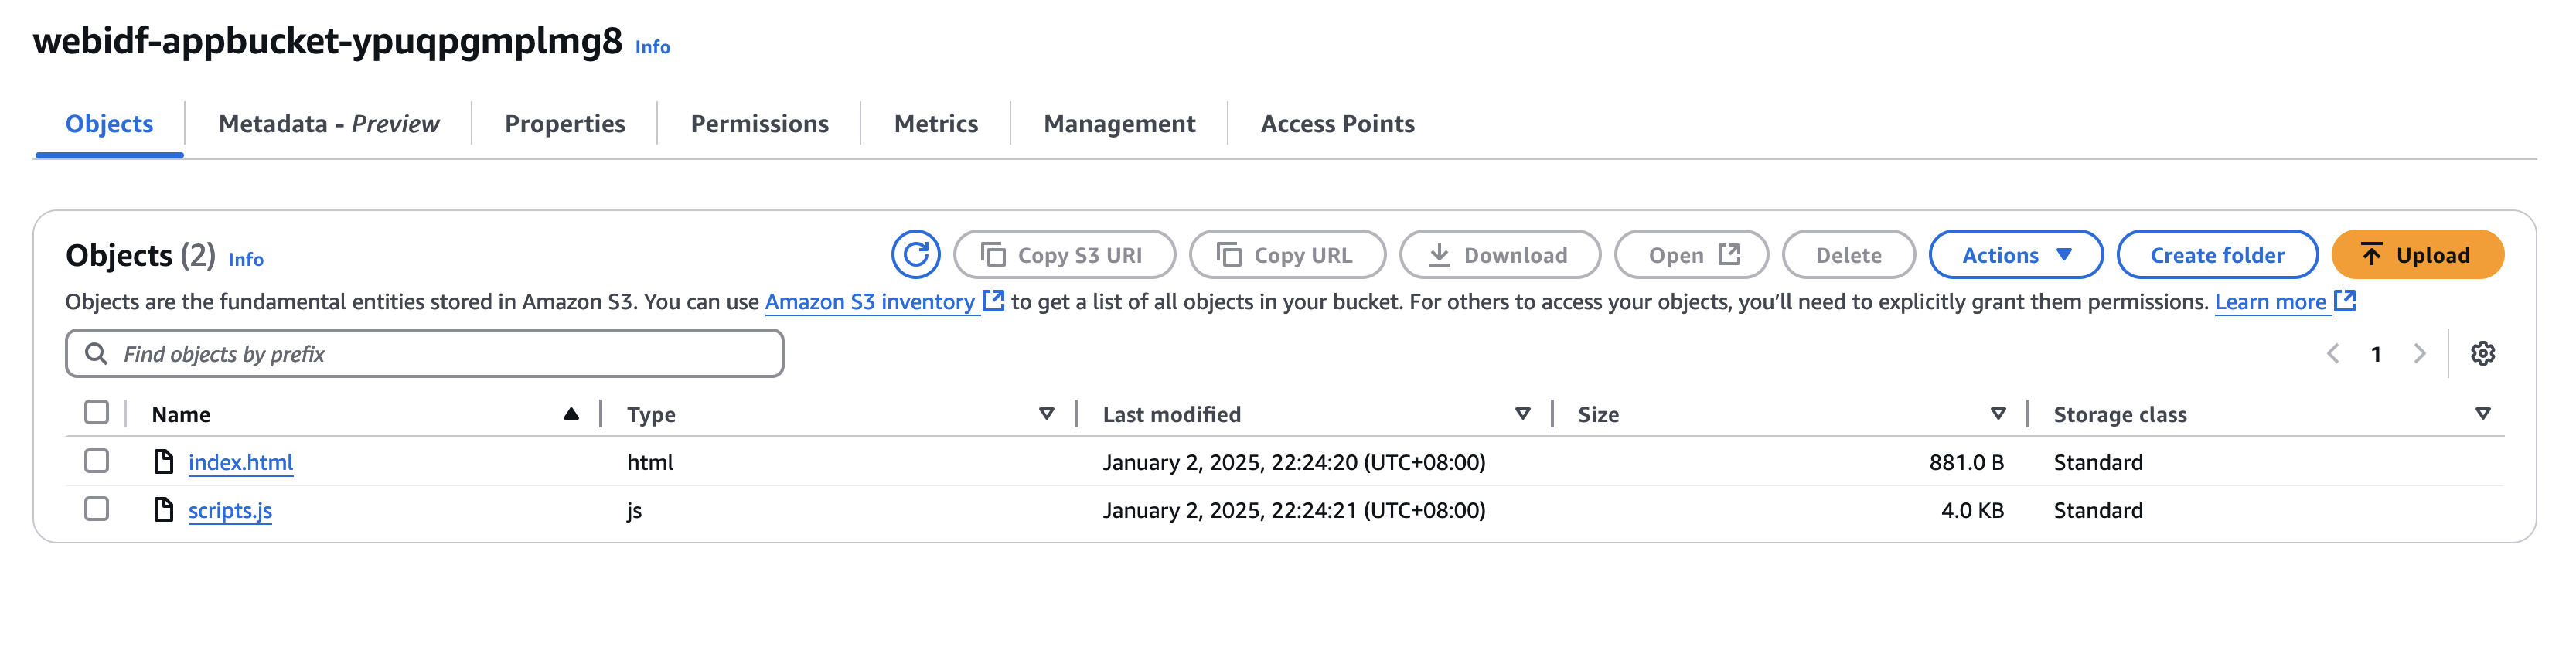 webidf-appbucket-ypuqpgmplmg8 Info
Objects Metadata - Preview Properties Permissions Metrics Management Access Points
Objects (2) Info Copy S3 URI Copy URL Download Open Delete Actions Create folder Upload
Objects are the fundamental entities stored in Amazon S3. You can use Amazon S3 inventory to get a list of all objects in your bucket. For others to access your objects, you’ll need to explicitly grant them permissions. Learn more
Find objects by prefix 1
Name Type Last modified Size Storage class
index.html html January 2, 2025, 22:24:20 (UTC+08:00) 881.0 B Standard
scripts.js js January 2, 2025, 22:24:21 (UTC+08:00) 4.0 KB Standard